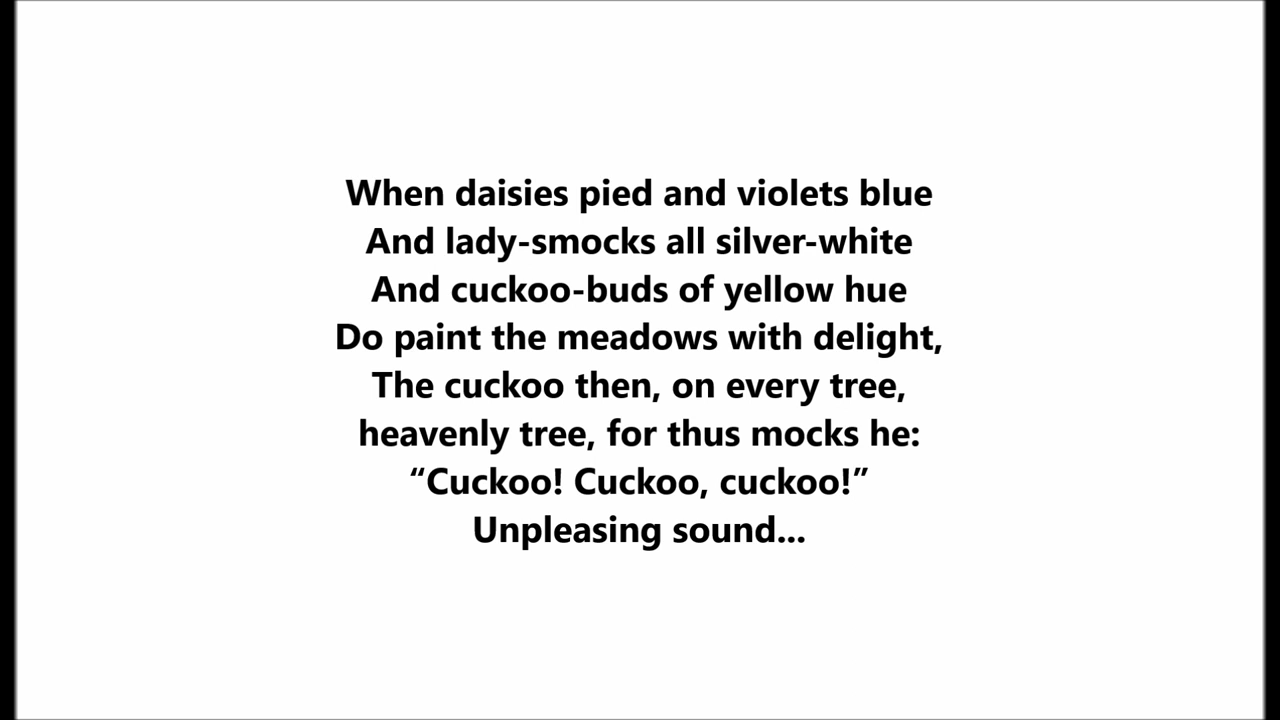 When daisies pied and violets blue
And lady-smocks all silver-white
And cuckoo-buds of yellow hue
Do paint the meadows with delight,
The cuckoo then, on every tree,
heavenly tree, for thus mocks he:
“Cuckoo! Cuckoo, cuckoo!”
Unpleasing sound...